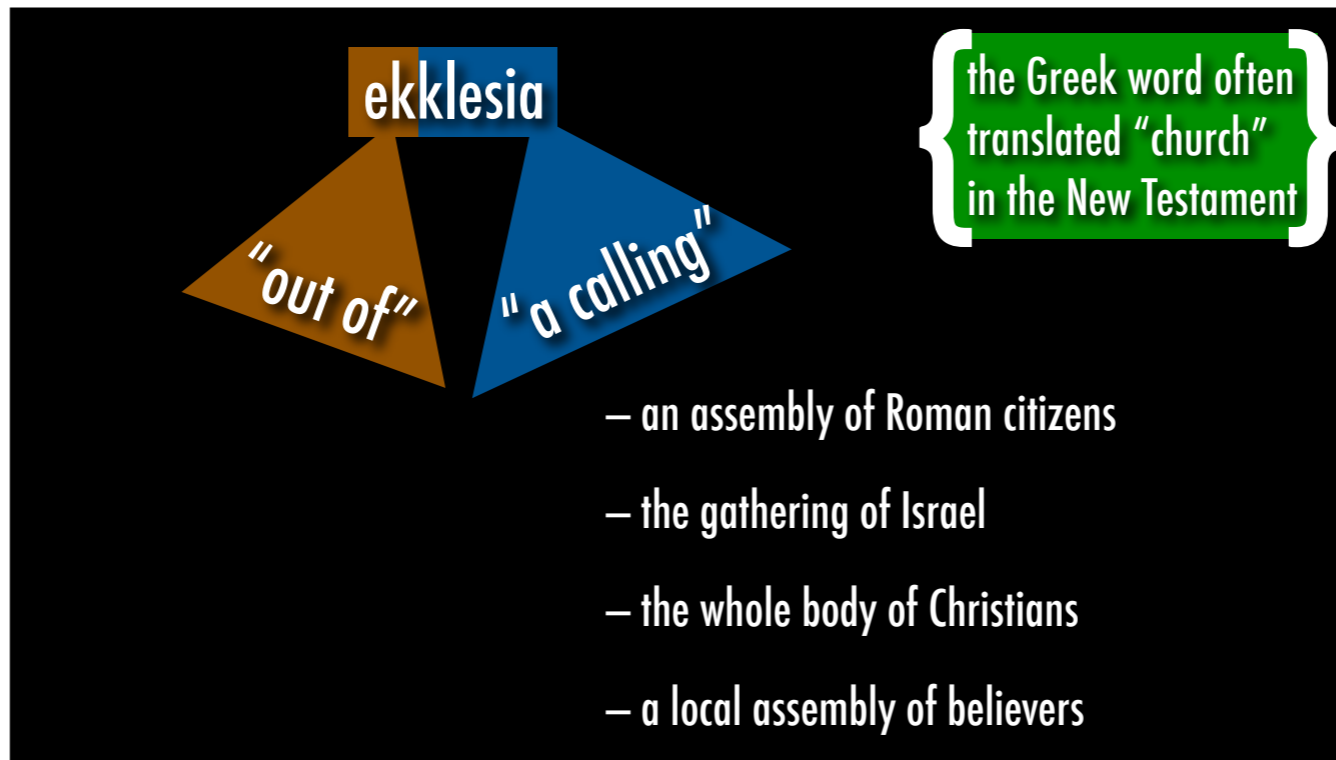 ekklesia
the Greek word often
translated “church”
in the New Testament
“out of”
“a calling”
– an assembly of Roman citizens
– the gathering of Israel
– the whole body of Christians
– a local assembly of believers